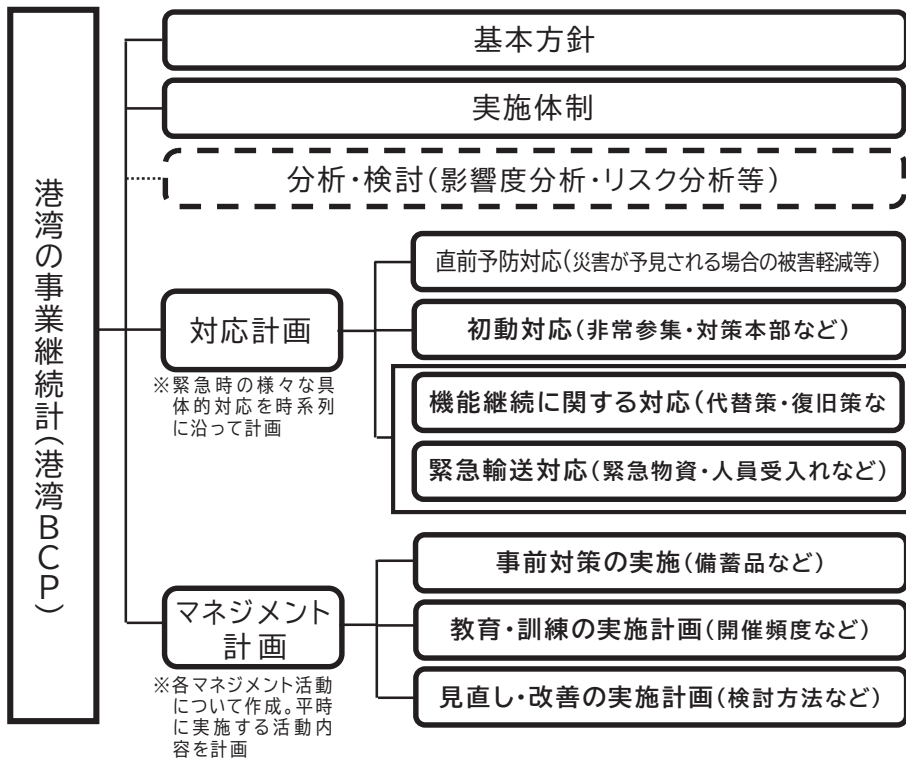 港湾の事業継続計(港湾BCP)
基本方針
実施体制
分析・検討(影響度分析・リスク分析等)
対応計画
※緊急時の様々な具
体的対応を時系列
に沿って計画
直前予防対応(災害が予見される場合の被害軽減等)
初動対応(非常参集・対策本部など)
機能継続に関する対応(代替策・復旧策な
緊急輸送対応(緊急物資・人員受入れなど)
マネジメント
計画
※各マネジメント活動
について作成。平時
に実施する活動内
容を計画
事前対策の実施(備蓄品など)
教育・訓練の実施計画(開催頻度など)
見直し・改善の実施計画(検討方法など)